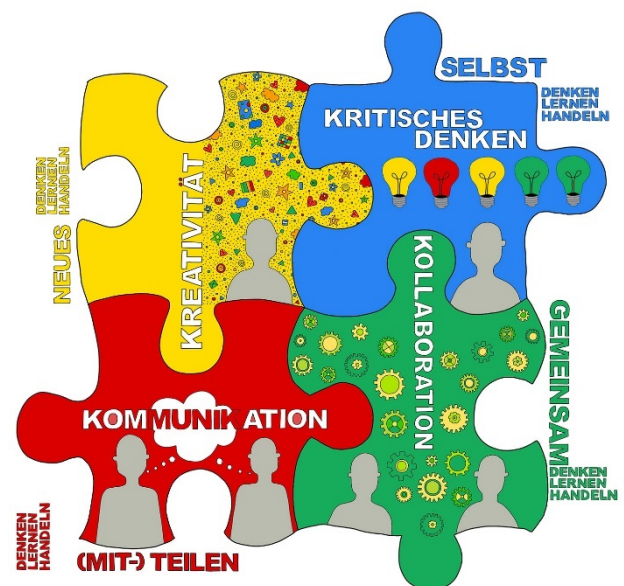 SELBST
DENKEN
LERNEN
HANDELN
KRITISCHES
DENKEN
NEUES
DENKEN
LERNEN
HANDELN
KREATIVITÄT
KOLLABORATION
GEMEINSAM
DENKEN
LERNEN
HANDELN
KOMMUNIKATION
DENKEN
LERNEN
HANDELN
(MIT-) TEILEN